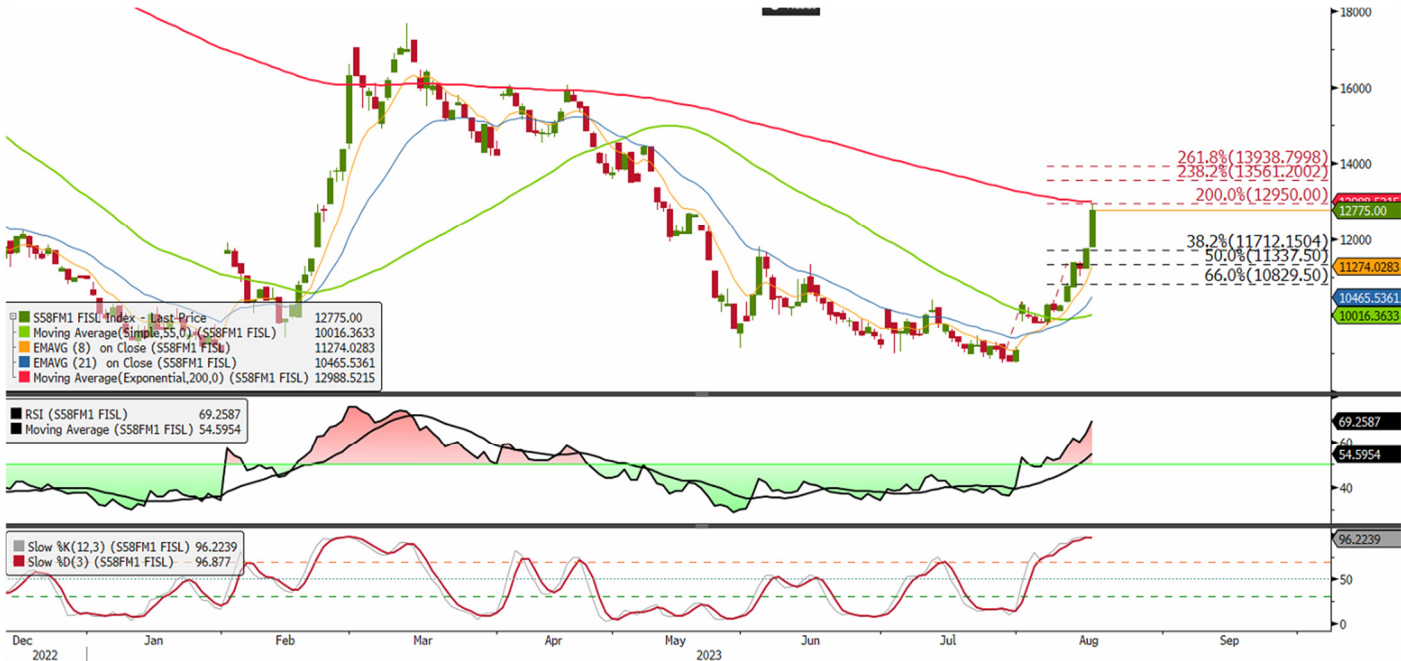 18000
16000
14000
12000
261.8%(13938.7998)
238.2%(13561.2002)
200.0%(12950.00)
38.2%(11712.1504)
50.0%(11337.50)
66.0%(10829.50)
12775.00
11274.0283
10465.5361
10016.3633
S58FM1 FISL Index - Last Price 12775.00
Moving Average(Simple,55,0) (S58FM1 FISL) 10016.3633
EMAVG (8) on Close (S58FM1 FISL) 11274.0283
EMAVG (21) on Close (S58FM1 FISL) 10465.5361
Moving Average(Exponential,200,0) (S58FM1 FISL) 12988.5215
RSI (S58FM1 FISL) 69.2587
Moving Average (S58FM1 FISL) 54.5954
69.2587
60
54.5954
40
Slow %K(12,3) (S58FM1 FISL) 96.2239
Slow %D(3) (S58FM1 FISL) 96.877
96.2239
50
0
Dec Jan Feb Mar Apr May Jun Jul Aug Sep
2022 2023